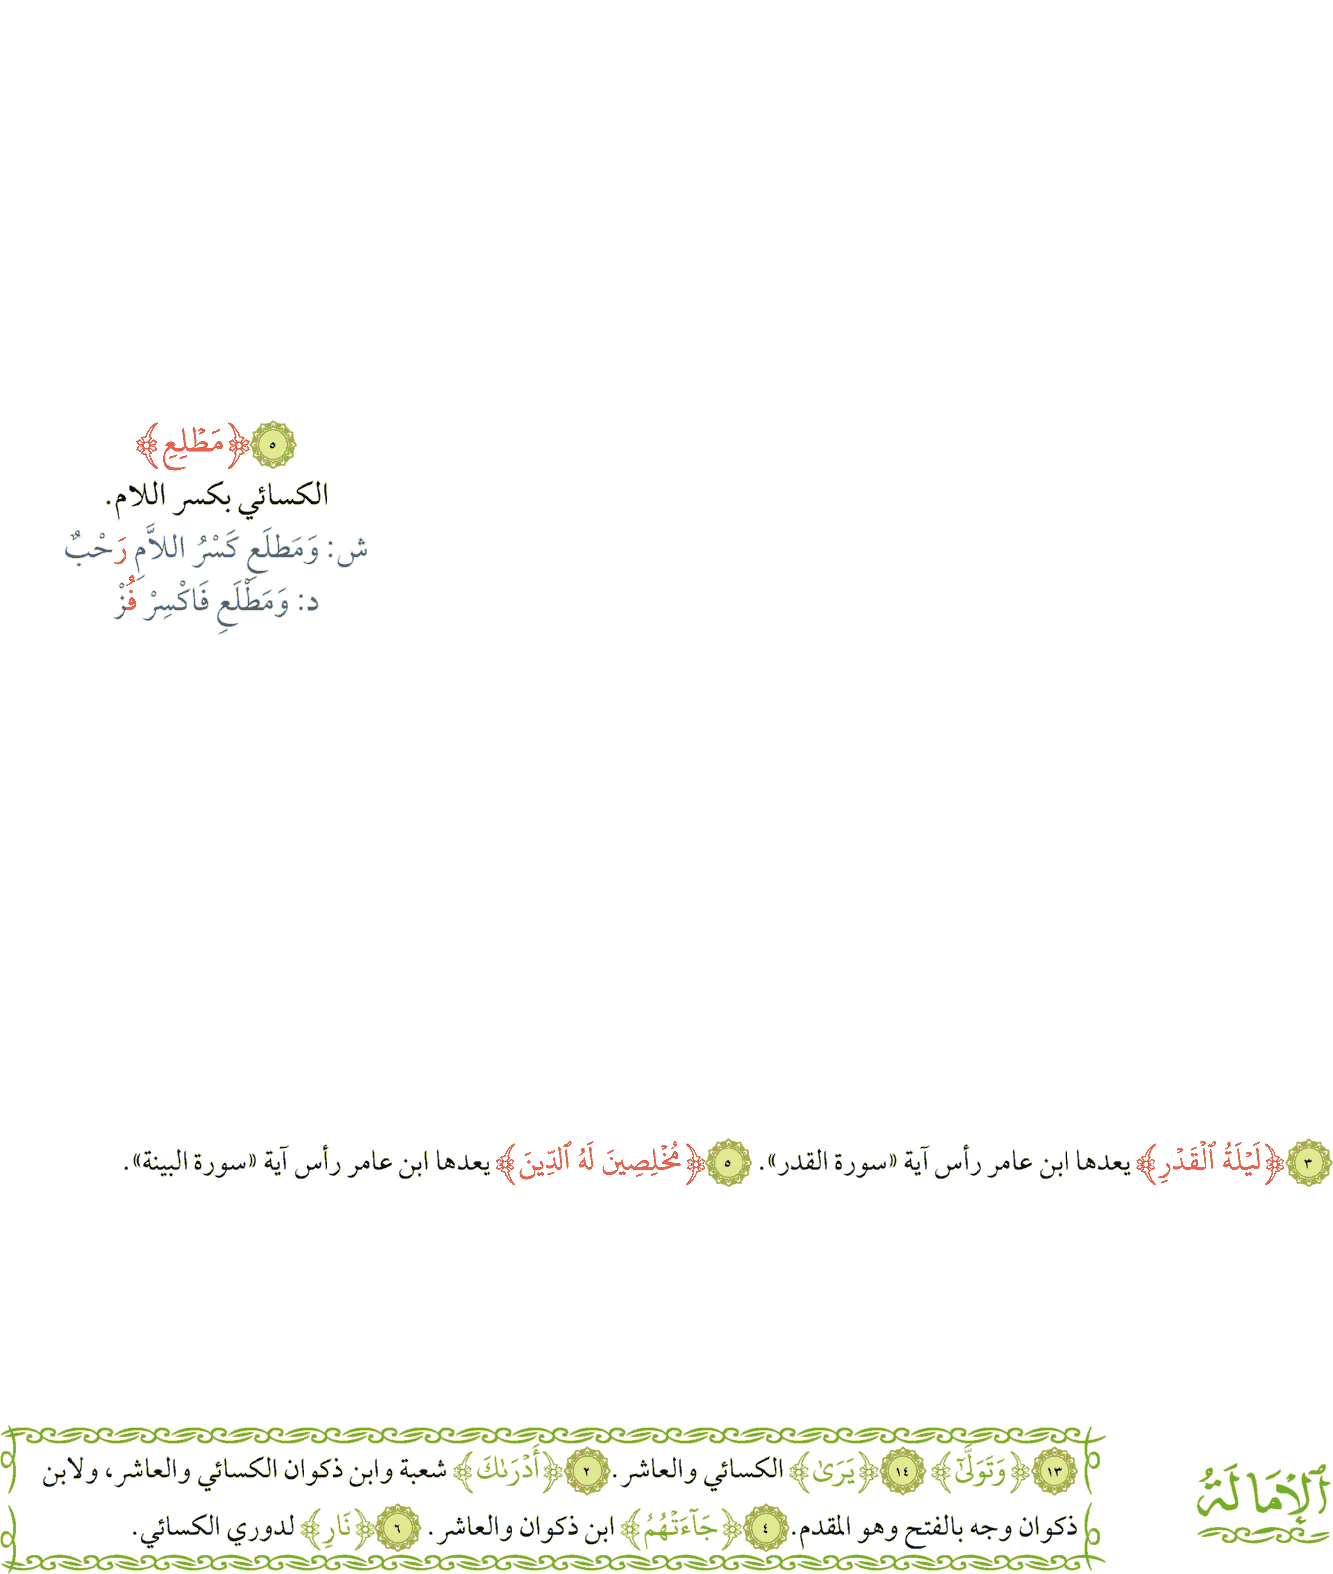 ٥ ﴿مَطْلِعِ﴾
الكسائي بكسر اللام.
ش: وَمَطلَعِ كَسْرُ اللاَّمِ رَحْبٌ
د: وَمَطْلَعِ فَاكْسِرْ فُزْ
٣ ﴿لَيْلَةُ ٱلْقَدْرِ﴾ يعدها ابن عامر رأس آية «سورة القدر». ٥ ﴿مُخْلِصِينَ لَهُ ٱلدِّينَ﴾ يعدها ابن عامر رأس آية «سورة البينة».
ٱلْإِمَالَةُ
١٣ ﴿وَتَوَلَّىٰٓ﴾ ١٤ ﴿يَرَىٰ﴾ الكسائي والعاشر. ٢ ﴿أَدْرَىٰكَ﴾ شعبة وابن ذكوان الكسائي والعاشر، ولابن
ذكوان وجه بالفتح وهو المقدم. ٤ ﴿جَآءَتْهُمُ﴾ ابن ذكوان والعاشر. ٦ ﴿نَارِ﴾ لدوري الكسائي.